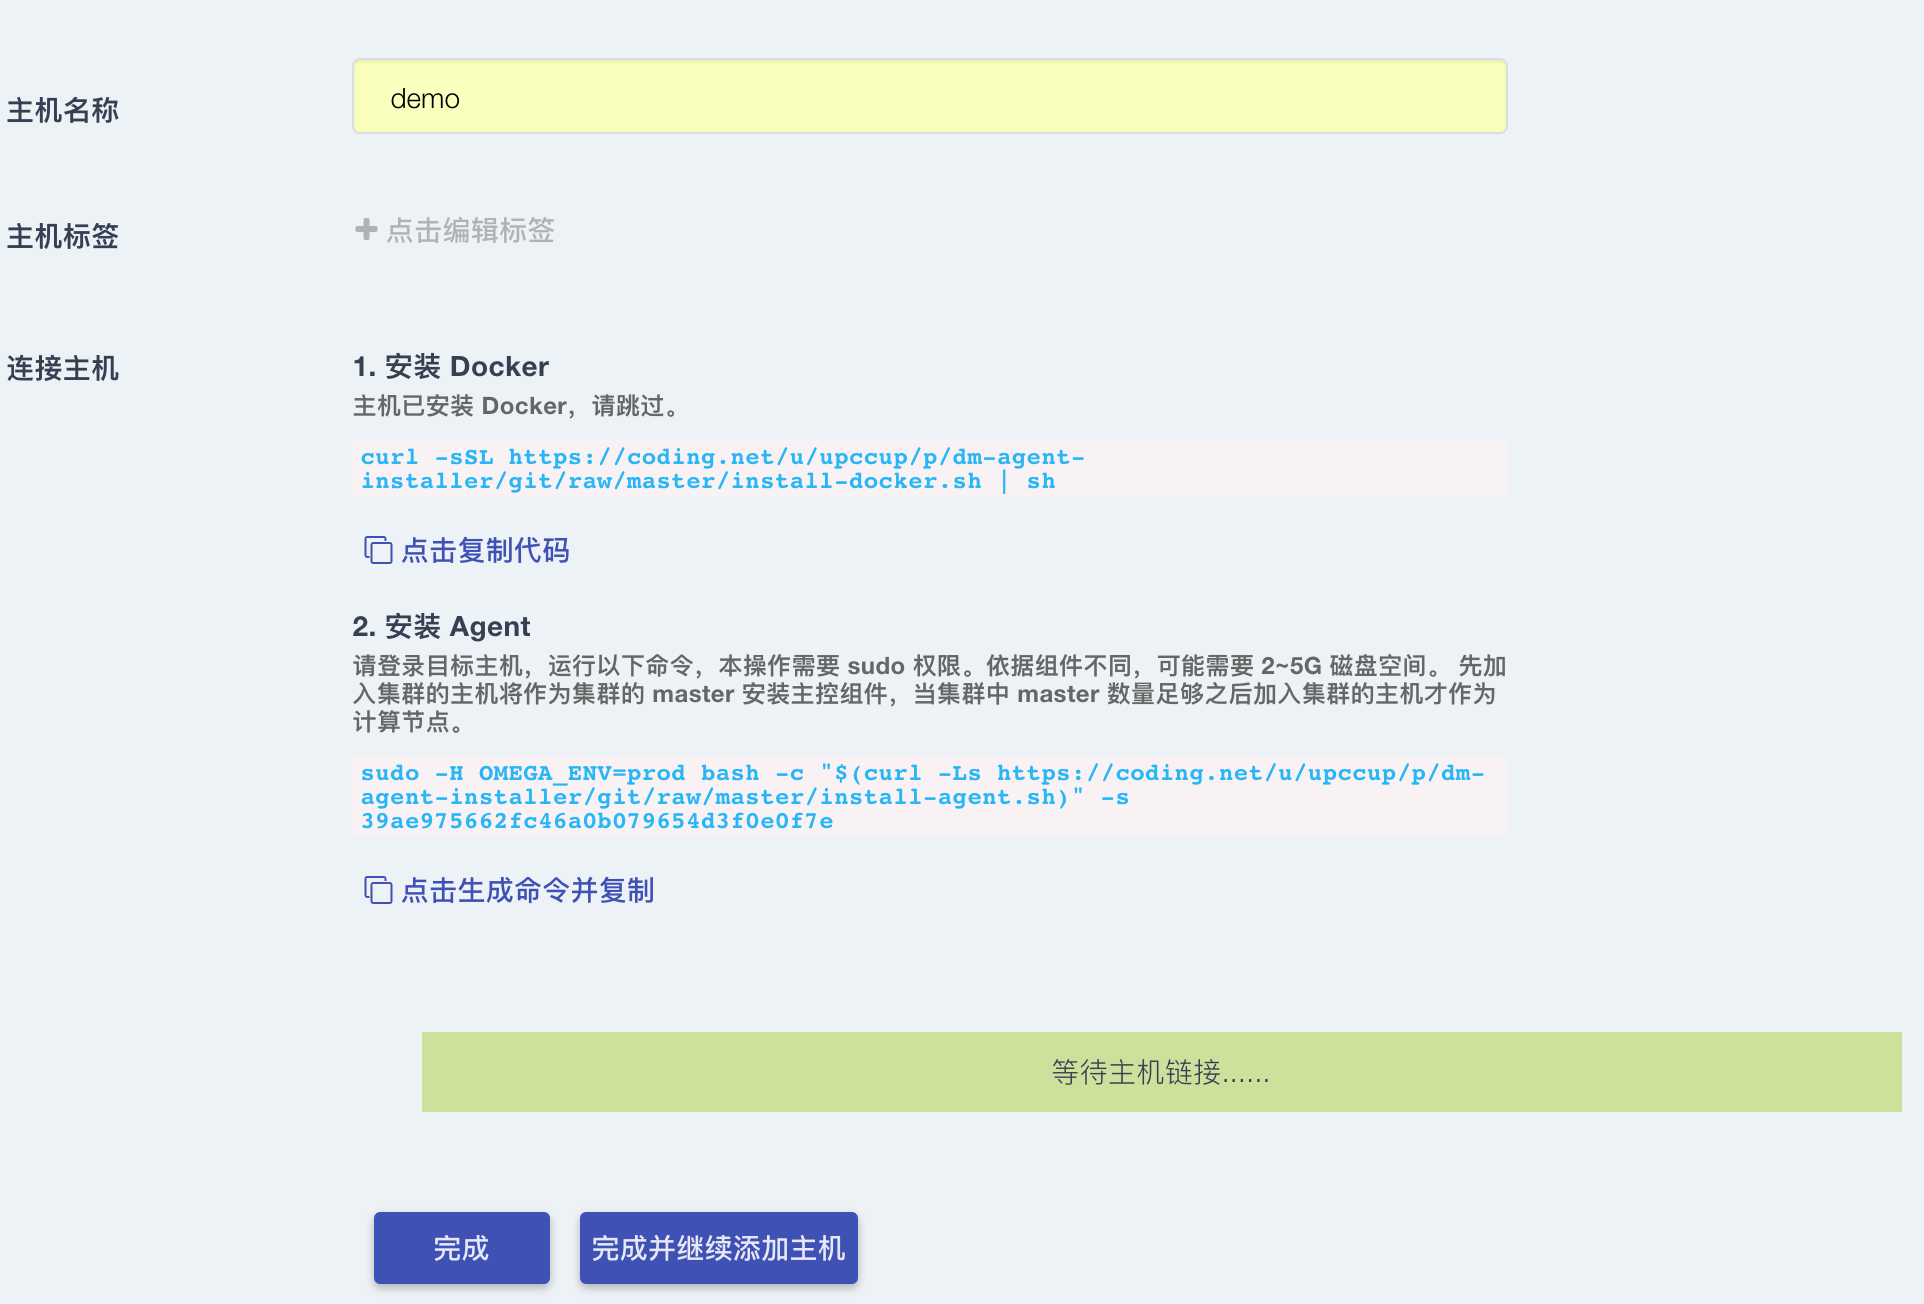 主机名称
demo
主机标签
点击编辑标签
连接主机
1. 安装 Docker
主机已安装 Docker，请跳过。
curl -sSL https://coding.net/u/upccup/p/dm-agent-
installer/git/raw/master/install-docker.sh | sh
点击复制代码
2. 安装 Agent
请登录目标主机，运行以下命令，本操作需要 sudo 权限。依据组件不同，可能需要 2~5G 磁盘空间。 先加
入集群的主机将作为集群的 master 安装主控组件，当集群中 master 数量足够之后加入集群的主机才作为
计算节点。
sudo -H OMEGA_ENV=prod bash -c "$(curl -Ls https://coding.net/u/upccup/p/dm-
agent-installer/git/raw/master/install-agent.sh)" -s
39ae975662fc46a0b079654d3f0e0f7e
点击生成命令并复制
等待主机链接......
完成
完成并继续添加主机